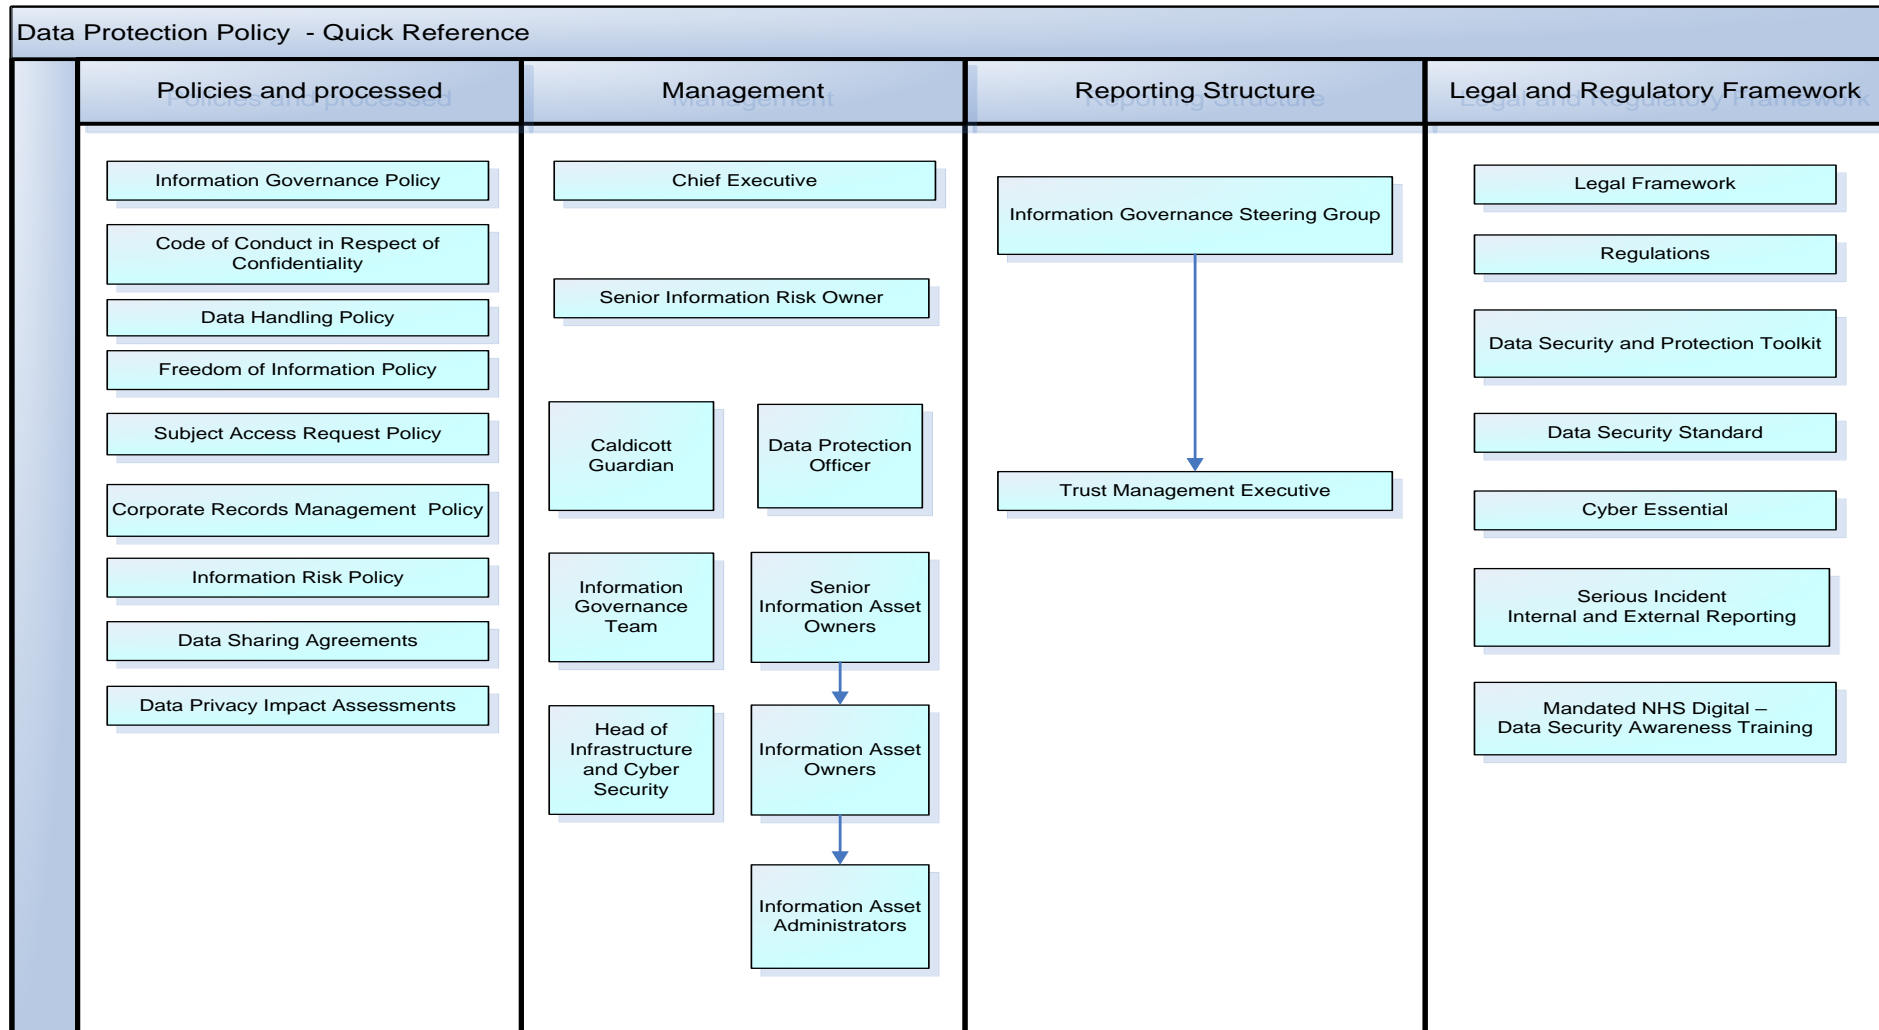 Data Protection Policy  - Quick Reference
Policies and processed
Management
Reporting Structure
Legal and Regulatory Framework
Information Governance Policy
Code of Conduct in Respect of
Confidentiality
Data Handling Policy
Freedom of Information Policy
Subject Access Request Policy
Corporate Records Management  Policy
Information Risk Policy
Data Sharing Agreements
Data Privacy Impact Assessments
Chief Executive
Senior Information Risk Owner
Caldicott
Guardian
Data Protection
Officer
Information
Governance
Team
Senior
Information Asset
Owners
Head of
Infrastructure
and Cyber
Security
Information Asset
Owners
Information Asset
Administrators
Information Governance Steering Group
Trust Management Executive
Legal Framework
Regulations
Data Security and Protection Toolkit
Data Security Standard
Cyber Essential
Serious Incident
Internal and External Reporting
Mandated NHS Digital –
Data Security Awareness Training